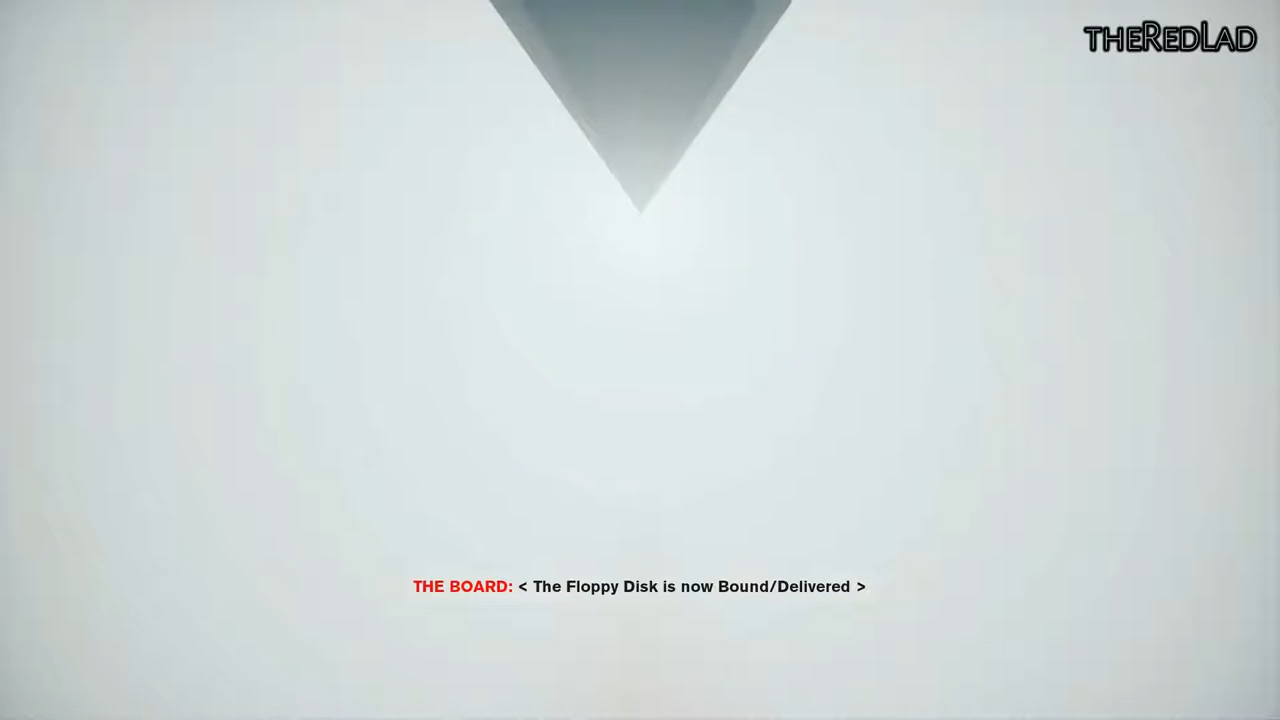 THEREDLAD
THE BOARD: < The Floppy Disk is now Bound/Delivered >